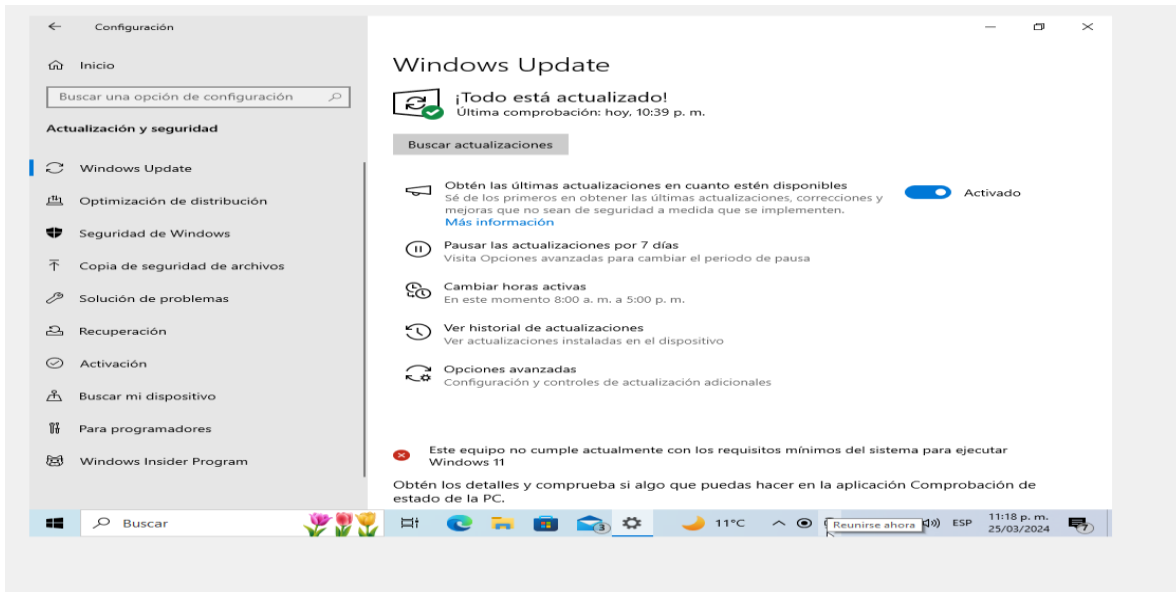 Configuración
Inicio
Buscar una opción de configuración
Actualización y seguridad
Windows Update
Optimización de distribución
Seguridad de Windows
Copia de seguridad de archivos
Solución de problemas
Recuperación
Activación
Buscar mi dispositivo
Para programadores
Windows Insider Program
Windows Update
¡Todo está actualizado!
Última comprobación: hoy, 10:39 p. m.
Buscar actualizaciones
Obtén las últimas actualizaciones en cuanto estén disponibles
Sé de los primeros en obtener las últimas actualizaciones, correcciones y
mejoras que no sean de seguridad a medida que se implementen.
Más información
Activado
Pausar las actualizaciones por 7 días
Visita Opciones avanzadas para cambiar el periodo de pausa
Cambiar horas activas
En este momento 8:00 a. m. a 5:00 p. m.
Ver historial de actualizaciones
Ver actualizaciones instaladas en el dispositivo
Opciones avanzadas
Configuración y controles de actualización adicionales
Este equipo no cumple actualmente con los requisitos mínimos del sistema para ejecutar
Windows 11
Obtén los detalles y comprueba si algo que puedas hacer en la aplicación Comprobación de
estado de la PC.
Buscar
3
11°C
Reunirse ahora
ESP
11:18 p. m.
25/03/2024
7